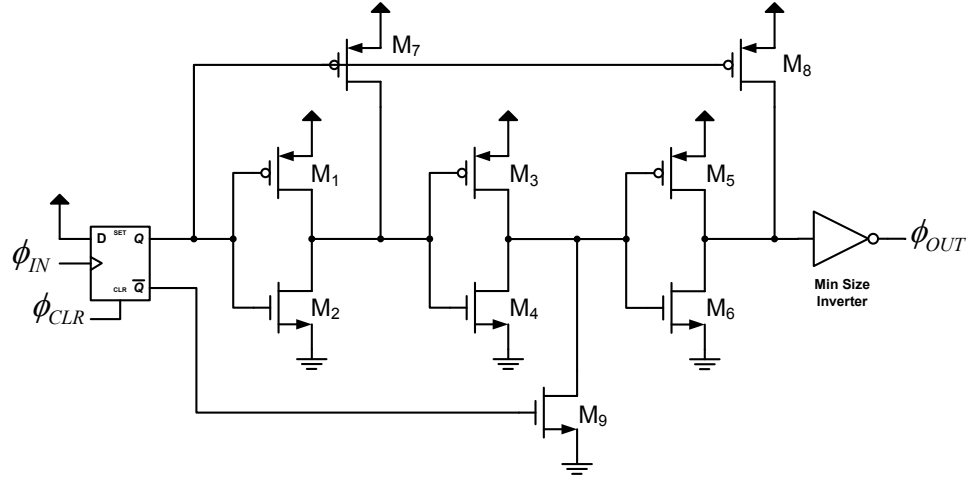 M7
M8
M1
M3
M5
D SET Q
ϕIN
CLR Q̅
ϕCLR
M2
M4
M6
ϕOUT
Min Size
Inverter
M9